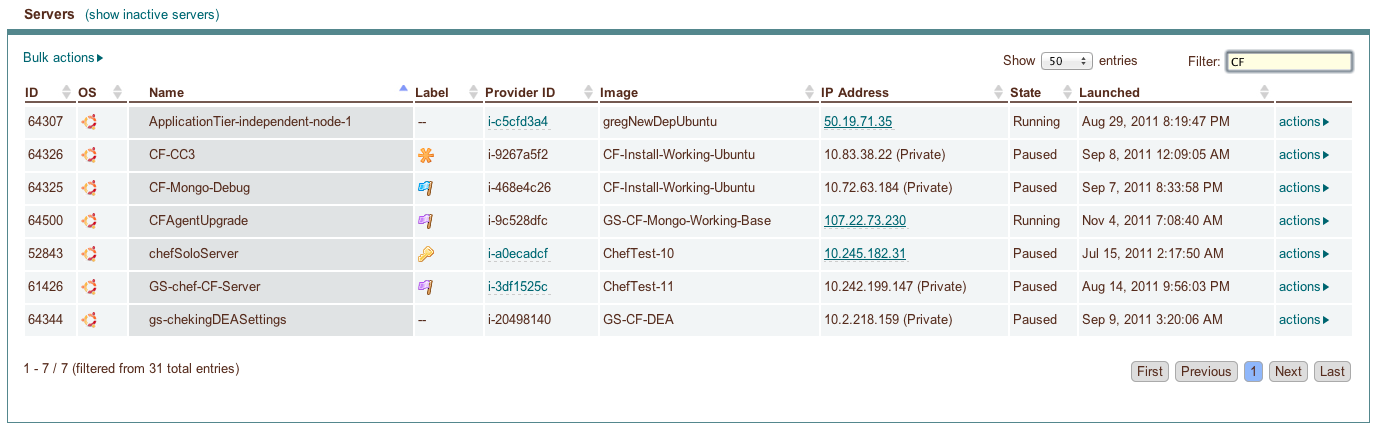 Servers (show inactive servers)
Bulk actions
Show 50 entries Filter: CF
ID OS Name Label Provider ID Image IP Address State Launched
64307 ApplicationTier-independent-node-1 -- i-c5cfd3a4 gregNewDepUbuntu 50.19.71.35 Running Aug 29, 2011 8:19:47 PM actions
64326 CF-CC3 i-9267a5f2 CF-Install-Working-Ubuntu 10.83.38.22 (Private) Paused Sep 8, 2011 12:09:05 AM actions
64325 CF-Mongo-Debug i-468e4c26 CF-Install-Working-Ubuntu 10.72.63.184 (Private) Paused Sep 7, 2011 8:33:58 PM actions
64500 CFAgentUpgrade i-9c528dfc GS-CF-Mongo-Working-Base 107.22.73.230 Running Nov 4, 2011 7:08:40 AM actions
52843 chefSoloServer i-a0ecadcf ChefTest-10 10.245.182.31 Paused Jul 15, 2011 2:17:50 AM actions
61426 GS-chef-CF-Server i-3df1525c ChefTest-11 10.242.199.147 (Private) Paused Aug 14, 2011 9:56:03 PM actions
64344 gs-chekingDEASettings -- i-20498140 GS-CF-DEA 10.2.218.159 (Private) Paused Sep 9, 2011 3:20:06 AM actions
1 - 7 / 7 (filtered from 31 total entries) First Previous 1 Next Last